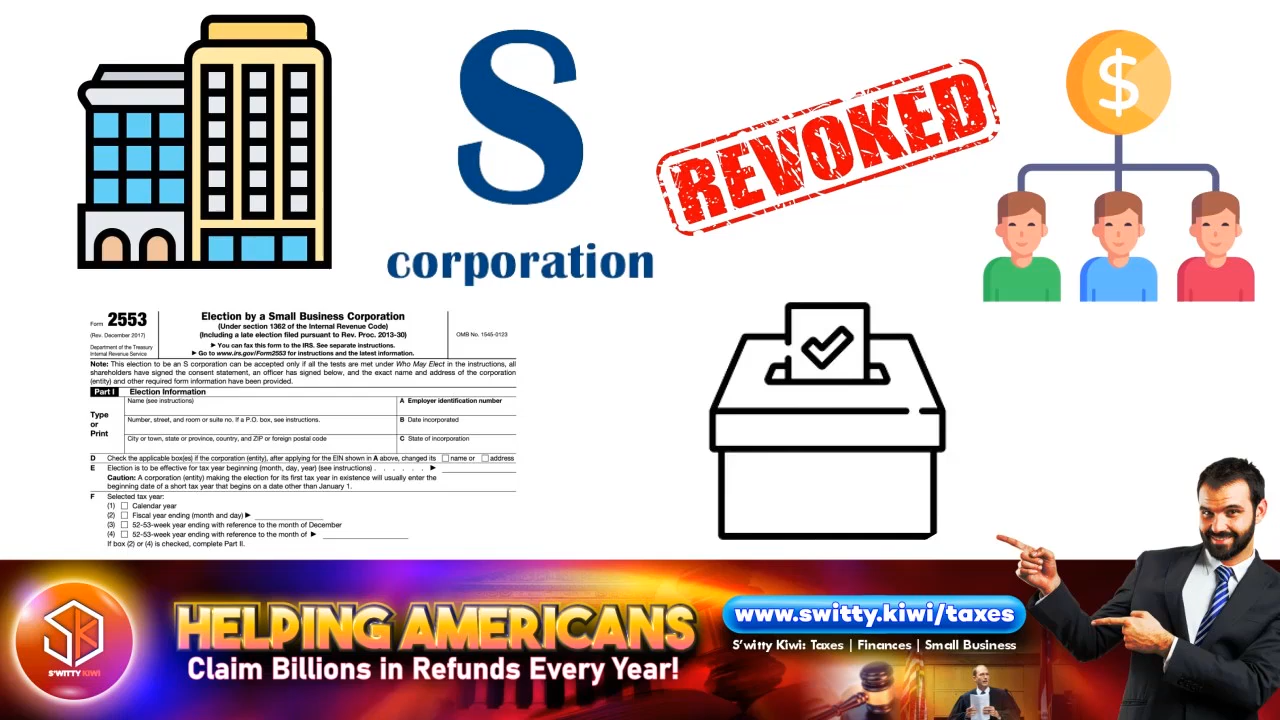 S
corporation
REVOKED
$
Form 2553
(Rev. December 2017)
Department of the Treasury
Internal Revenue Service
Election by a Small Business Corporation
(Under section 1362 of the Internal Revenue Code)
(Including a late election filed pursuant to Rev. Proc. 2013-30)
▶ You can fax this form to the IRS. See separate instructions.
▶ Go to www.irs.gov/Form2553 for instructions and the latest information.
OMB No. 1545-0123
Note: This election to be an S corporation can be accepted only if all the tests are met under Who May Elect in the instructions, all
shareholders have signed the consent statement, an officer has signed below, and the exact name and address of the corporation
(entity) and other required form information have been provided.
Part I Election Information
Type
or
Print
Name (see instructions)
A Employer identification number
Number, street, and room or suite no. If a P.O. box, see instructions.
B Date incorporated
City or town, state or province, country, and ZIP or foreign postal code
C State of incorporation
D Check the applicable box(es) if the corporation (entity), after applying for the EIN shown in A above, changed its name or address
E Election is to be effective for tax year beginning (month, day, year) (see instructions) . . . . . . ▶
Caution: A corporation (entity) making the election for its first tax year in existence will usually enter the
beginning date of a short tax year that begins on a date other than January 1.
F Selected tax year:
(1) Calendar year
(2) Fiscal year ending (month and day) ▶
(3) 52-53-week year ending with reference to the month of December
(4) 52-53-week year ending with reference to the month of ▶
If box (2) or (4) is checked, complete Part II.
SK
S'WITTY KIWI
HELPING AMERICANS
Claim Billions in Refunds Every Year!
www.switty.kiwi/taxes
S'witty Kiwi: Taxes | Finances | Small Business